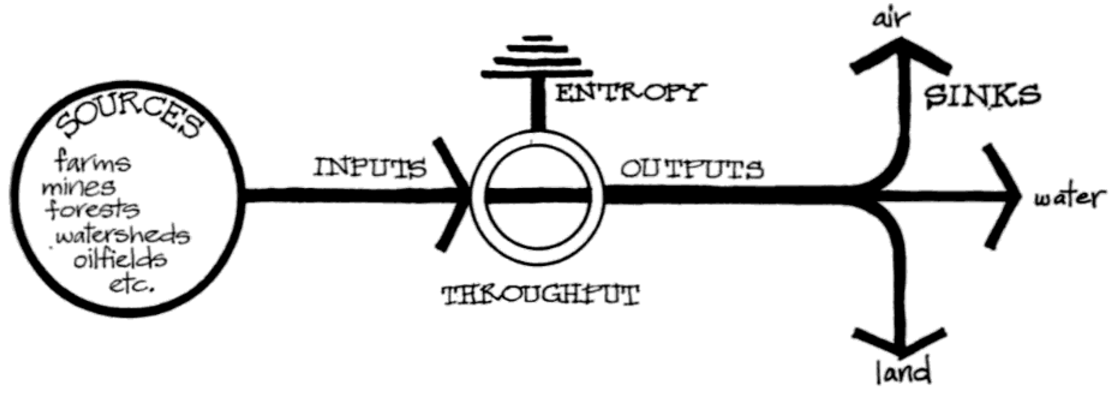 SOURCES
farms
mines
forests
watersheds
oilfields
etc.
INPUTS
ENTROPY
THROUGHPUT
OUTPUTS
SINKS
air
water
land